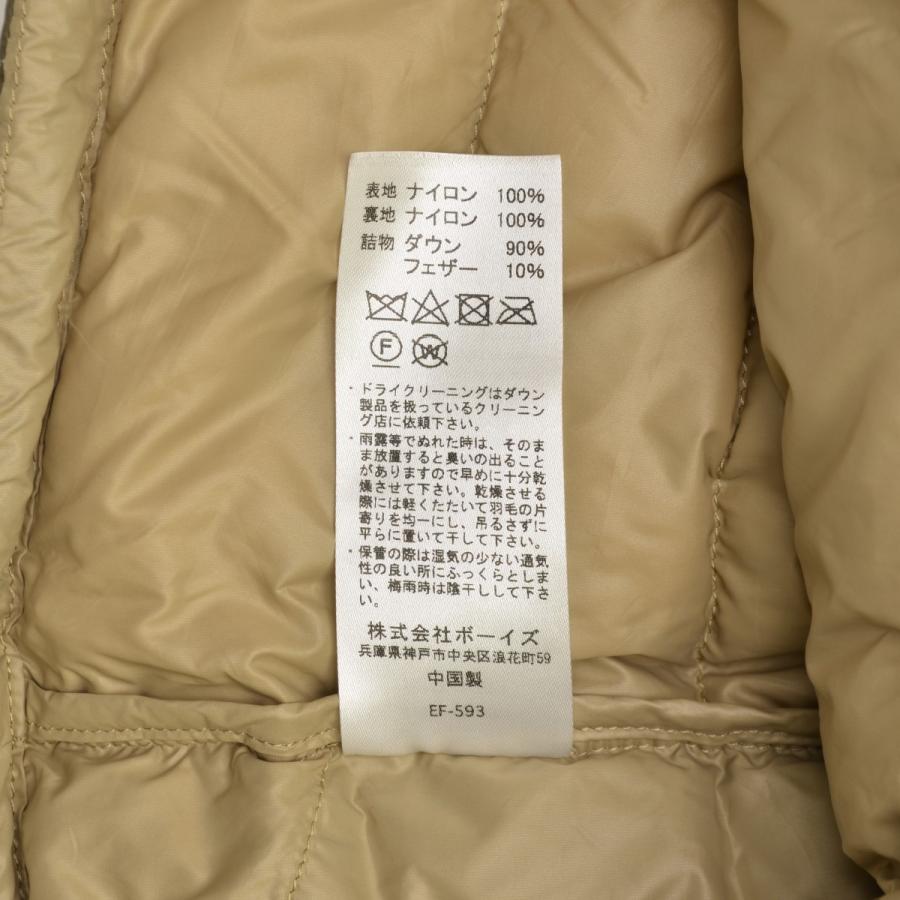 表地 ナイロン 100%
裏地 ナイロン 100%
詰物 ダウン 90%
フェザー 10%
F
W
・ドライクリーニングはダウン
製品を扱っているクリーニン
グ店に依頼下さい。
・雨露等でぬれた時は、そのま
ま放置すると臭いの出ること
がありますので早めに十分乾
燥させて下さい。乾燥させる
際には軽くたたいて羽毛の片
寄りを均一にし、吊るさずに
平らに置いて干して下さい。
・保管の際は湿気の少ない通気
性の良い所にふっくらとしま
い、梅雨時は陰干しして下さ
い。
株式会社ボーイズ
兵庫県神戸市中央区浪花町59
中国製
EF-593